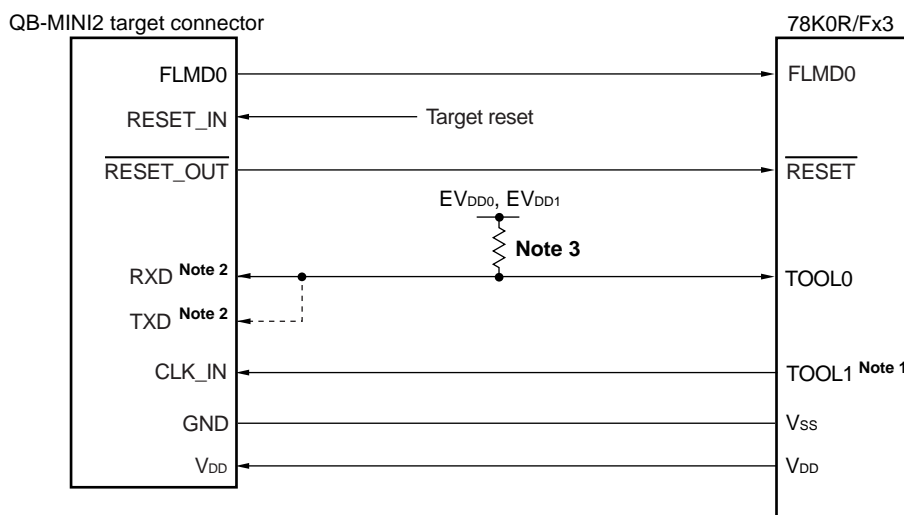 QB-MINI2 target connector
78K0R/Fx3
FLMD0
FLMD0
RESET_IN
Target reset
RESET_OUT
RESET
EVDD0, EVDD1
Note 3
RXD Note 2
TOOL0
TXD Note 2
CLK_IN
TOOL1 Note 1
GND
VSS
VDD
VDD